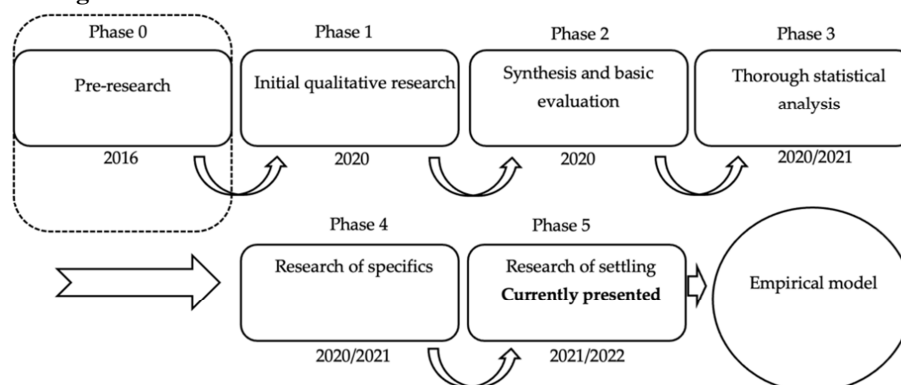 Phase 0
Phase 1
Phase 2
Phase 3
Pre-research
Initial qualitative research
Synthesis and basic
evaluation
Thorough statistical
analysis
2016
2020
2020
2020/2021
Phase 4
Phase 5
Research of specifics
Research of settling
Currently presented
Empirical model
2020/2021
2021/2022